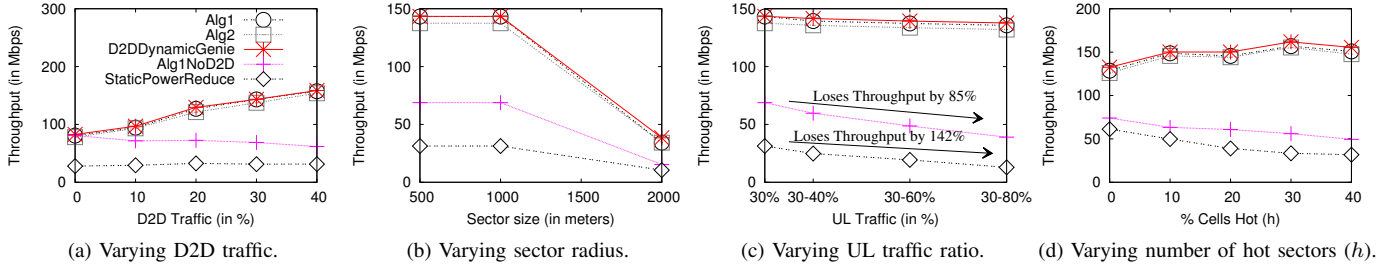 Throughput (in Mbps)
300
200
100
0
0 10 20 30 40
D2D Traffic (in %)
Alg1
Alg2
D2DDynamicGenie
Alg1NoD2D
StaticPowerReduce
(a) Varying D2D traffic.
Throughput (in Mbps)
150
100
50
0
500 1000 2000
Sector size (in meters)
(b) Varying sector radius.
Throughput (in Mbps)
150
100
50
0
Loses Throughput by 85%
Loses Throughput by 142%
30% 30-40% 30-60% 30-80%
UL Traffic (in %)
(c) Varying UL traffic ratio.
Throughput (in Mbps)
200
150
100
50
0
0 10 20 30 40
% Cells Hot (h)
(d) Varying number of hot sectors (h).